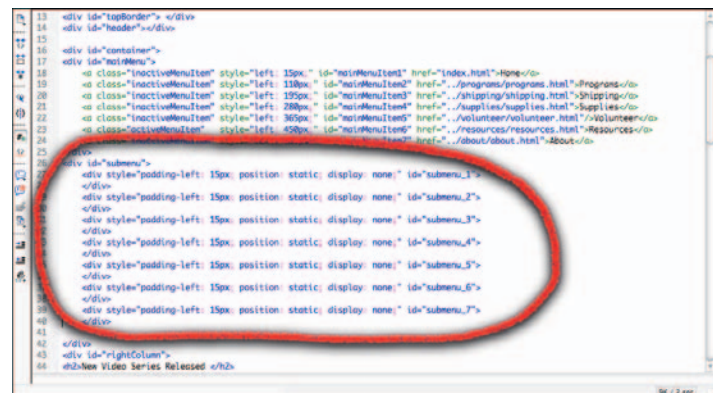 13 <div id="topBorder"> </div>
14 <div id="header"></div>
15
16 <div id="container">
17 <div id="mainMenu">
18 <a class="inactiveMenuItem" style="left: 15px;" id="mainMenuItem1" href="index.html">Home</a>
19 <a class="inactiveMenuItem" style="left: 110px;" id="mainMenuItem2" href="../programs/programs.html">Programs</a>
20 <a class="inactiveMenuItem" style="left: 195px;" id="mainMenuItem3" href="../shipping/shipping.html">Shipping</a>
21 <a class="inactiveMenuItem" style="left: 280px;" id="mainMenuItem4" href="../supplies/supplies.html">Supplies</a>
22 <a class="inactiveMenuItem" style="left: 365px;" id="mainMenuItem5" href="../volunteer/volunteer.html"/>Volunteer</a>
23 <a class="activeMenuItem" style="left: 450px;" id="mainMenuItem6" href="../resources/resources.html">Resources</a>
24 <a class="inactiveMenuItem" id="mainMenuItem7" href="../about/about.html">About</a>
25 </div>
26 <div id="submenu">
<div style="padding-left: 15px; position: static; display: none;" id="submenu_1">
</div>
<div style="padding-left: 15px; position: static; display: none;" id="submenu_2">
</div>
<div style="padding-left: 15px; position: static; display: none;" id="submenu_3">
</div>
<div style="padding-left: 15px; position: static; display: none;" id="submenu_4">
</div>
<div style="padding-left: 15px; position: static; display: none;" id="submenu_5">
</div>
<div style="padding-left: 15px; position: static; display: none;" id="submenu_6">
</div>
39 <div style="padding-left: 15px; position: static; display: none;" id="submenu_7">
40 </div>
41
42 </div>
43 <div id="rightColumn">
44 <h2>New Video Series Released </h2>